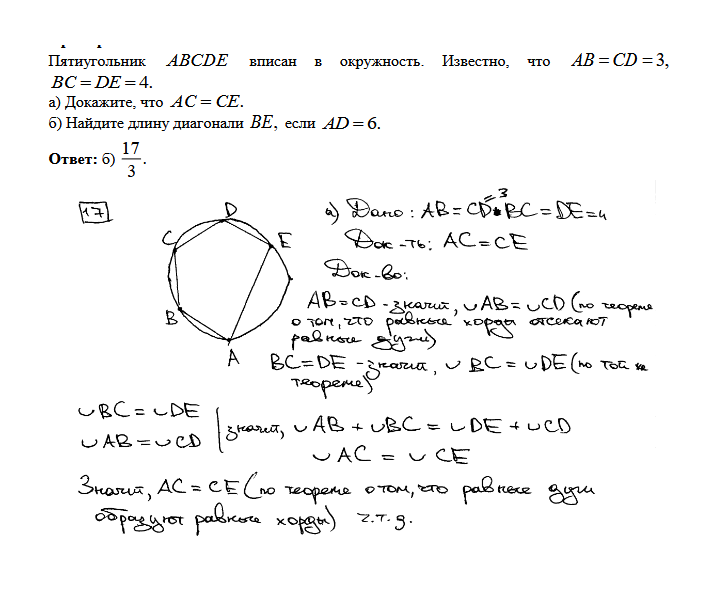 Пятиугольник ABCDE вписан в окружность. Известно, что AB = CD = 3,
BC = DE = 4.
а) Докажите, что AC = CE.
б) Найдите длину диагонали BE, если AD = 6.
Ответ: б) 17/3.
17
D
C
E
B
A
а) Дано: AB = CD = 3 BC = DE = 4
Док-ть: AC = CE
Док-во:
AB = CD - значит, ∪AB = ∪CD (по теореме
о том, что равные хорды отсекают
равные дуги)
BC = DE - значит, ∪BC = ∪DE (по той же
теореме)
∪BC = ∪DE
∪AB = ∪CD
значит, ∪AB + ∪BC = ∪DE + ∪CD
∪AC = ∪CE
Значит, AC = CE (по теореме о том, что равные дуги
образуют равные хорды) ч.т.д.